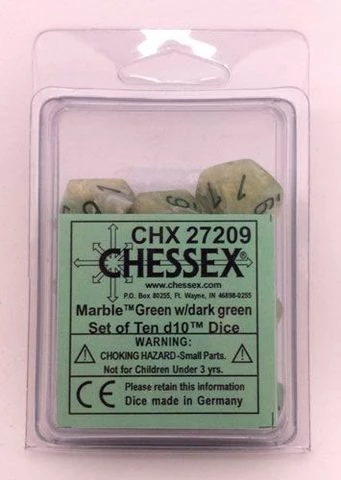 CHX 27209
CHESSEX®
www.chessex.com
P.O. Box 80255, Ft. Wayne, IN 46898-0255
Marble™Green w/dark green
Set of Ten d10™ Dice
WARNING:
CHOKING HAZARD-Small Parts.
Not for Children Under 3 yrs.
CE Please retain this information
Dice made in Germany